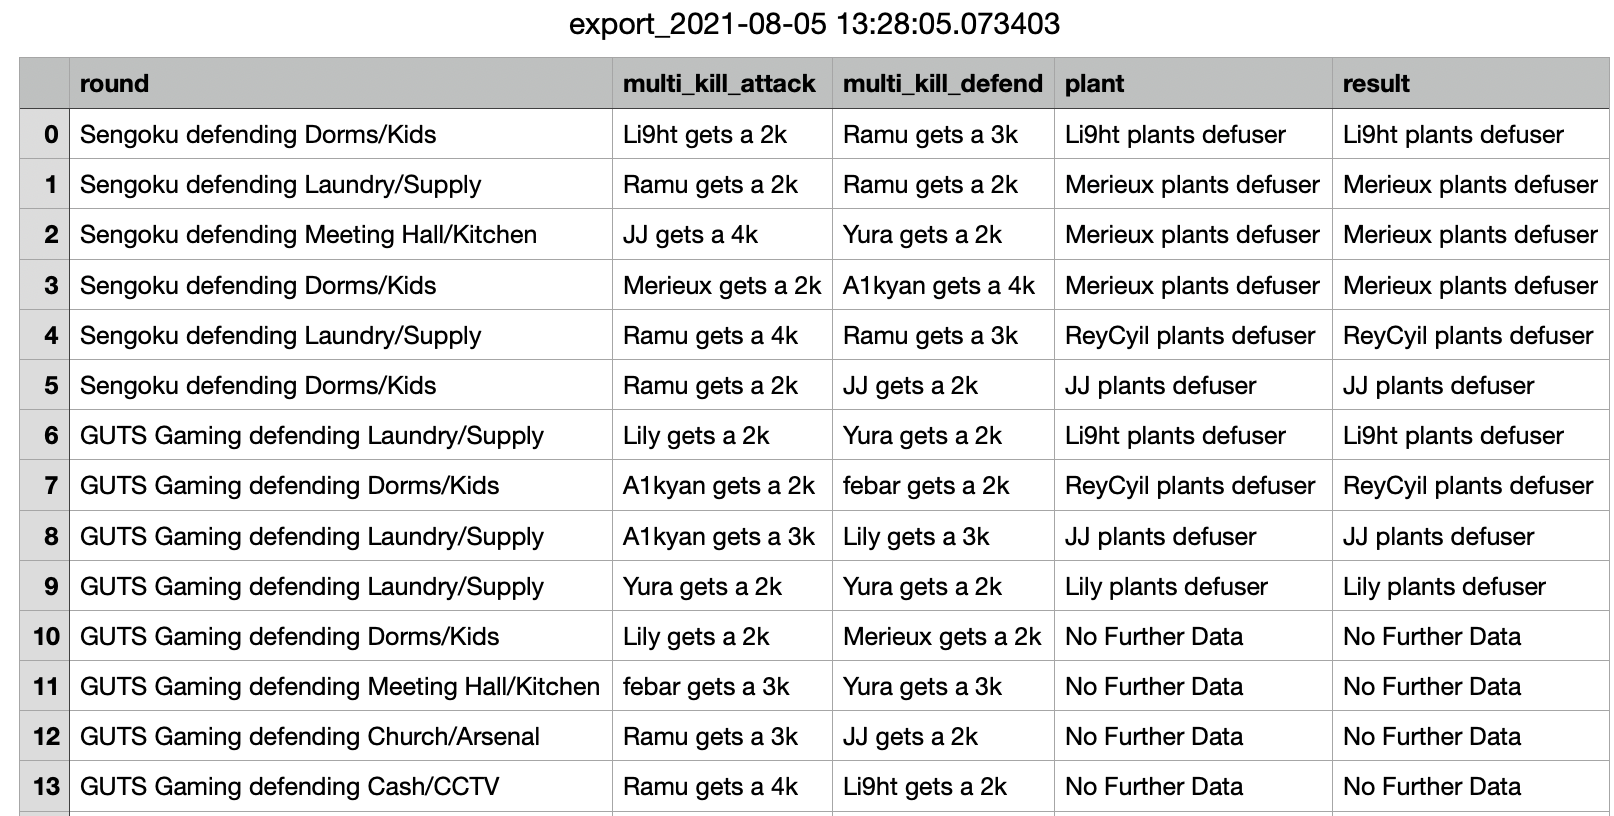 export_2021-08-05 13:28:05.073403
round multi_kill_attack multi_kill_defend plant result
0 Sengoku defending Dorms/Kids Li9ht gets a 2k Ramu gets a 3k Li9ht plants defuser Li9ht plants defuser
1 Sengoku defending Laundry/Supply Ramu gets a 2k Ramu gets a 2k Merieux plants defuser Merieux plants defuser
2 Sengoku defending Meeting Hall/Kitchen JJ gets a 4k Yura gets a 2k Merieux plants defuser Merieux plants defuser
3 Sengoku defending Dorms/Kids Merieux gets a 2k A1kyan gets a 4k Merieux plants defuser Merieux plants defuser
4 Sengoku defending Laundry/Supply Ramu gets a 4k Ramu gets a 3k ReyCyil plants defuser ReyCyil plants defuser
5 Sengoku defending Dorms/Kids Ramu gets a 2k JJ gets a 2k JJ plants defuser JJ plants defuser
6 GUTS Gaming defending Laundry/Supply Lily gets a 2k Yura gets a 2k Li9ht plants defuser Li9ht plants defuser
7 GUTS Gaming defending Dorms/Kids A1kyan gets a 2k febar gets a 2k ReyCyil plants defuser ReyCyil plants defuser
8 GUTS Gaming defending Laundry/Supply A1kyan gets a 3k Lily gets a 3k JJ plants defuser JJ plants defuser
9 GUTS Gaming defending Laundry/Supply Yura gets a 2k Yura gets a 2k Lily plants defuser Lily plants defuser
10 GUTS Gaming defending Dorms/Kids Lily gets a 2k Merieux gets a 2k No Further Data No Further Data
11 GUTS Gaming defending Meeting Hall/Kitchen febar gets a 3k Yura gets a 3k No Further Data No Further Data
12 GUTS Gaming defending Church/Arsenal Ramu gets a 3k JJ gets a 2k No Further Data No Further Data
13 GUTS Gaming defending Cash/CCTV Ramu gets a 4k Li9ht gets a 2k No Further Data No Further Data